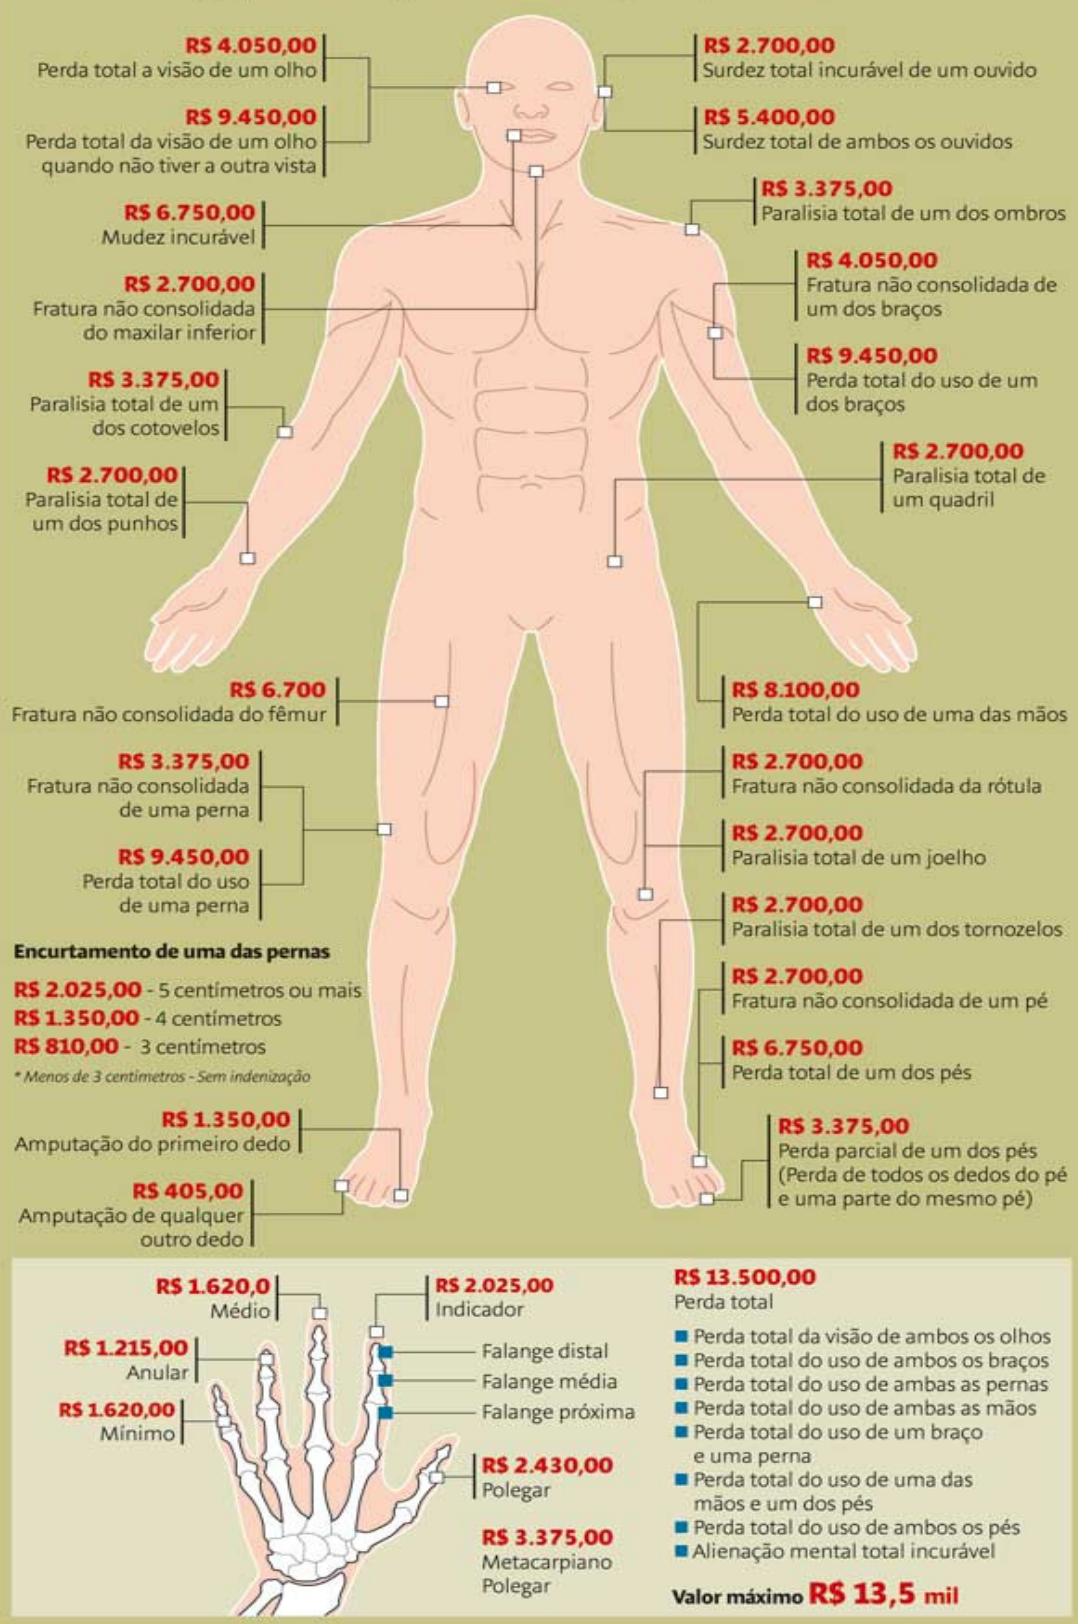 R$ 4.050,00
Perda total a visão de um olho
R$ 9.450,00
Perda total da visão de um olho
quando não tiver a outra vista
R$ 6.750,00
Mudez incurável
R$ 2.700,00
Fratura não consolidada
do maxilar inferior
R$ 3.375,00
Paralisia total de um
dos cotovelos
R$ 2.700,00
Paralisia total de
um dos punhos
R$ 6.700
Fratura não consolidada do fêmur
R$ 3.375,00
Fratura não consolidada
de uma perna
R$ 9.450,00
Perda total do uso
de uma perna
Encurtamento de uma das pernas
R$ 2.025,00 - 5 centímetros ou mais
R$ 1.350,00 - 4 centímetros
R$ 810,00 - 3 centímetros
* Menos de 3 centímetros - Sem indenização
R$ 1.350,00
Amputação do primeiro dedo
R$ 405,00
Amputação de qualquer
outro dedo
R$ 2.700,00
Surdez total incurável de um ouvido
R$ 5.400,00
Surdez total de ambos os ouvidos
R$ 3.375,00
Paralisia total de um dos ombros
R$ 4.050,00
Fratura não consolidada de
um dos braços
R$ 9.450,00
Perda total do uso de um
dos braços
R$ 2.700,00
Paralisia total de
um quadril
R$ 8.100,00
Perda total do uso de uma das mãos
R$ 2.700,00
Fratura não consolidada da rótula
R$ 2.700,00
Paralisia total de um joelho
R$ 2.700,00
Paralisia total de um dos tornozelos
R$ 2.700,00
Fratura não consolidada de um pé
R$ 6.750,00
Perda total de um dos pés
R$ 3.375,00
Perda parcial de um dos pés
(Perda de todos os dedos do pé
e uma parte do mesmo pé)
R$ 1.620,0
Médio
R$ 1.215,00
Anular
R$ 1.620,00
Mínimo
R$ 2.025,00
Indicador
Falange distal
Falange média
Falange próxima
R$ 2.430,00
Polegar
R$ 3.375,00
Metacarpiano
Polegar
R$ 13.500,00
Perda total
Perda total da visão de ambos os olhos
Perda total do uso de ambos os braços
Perda total do uso de ambas as pernas
Perda total do uso de ambas as mãos
Perda total do uso de um braço
e uma perna
Perda total do uso de uma das
mãos e um dos pés
Perda total do uso de ambos os pés
Alienação mental total incurável
Valor máximo R$ 13,5 mil